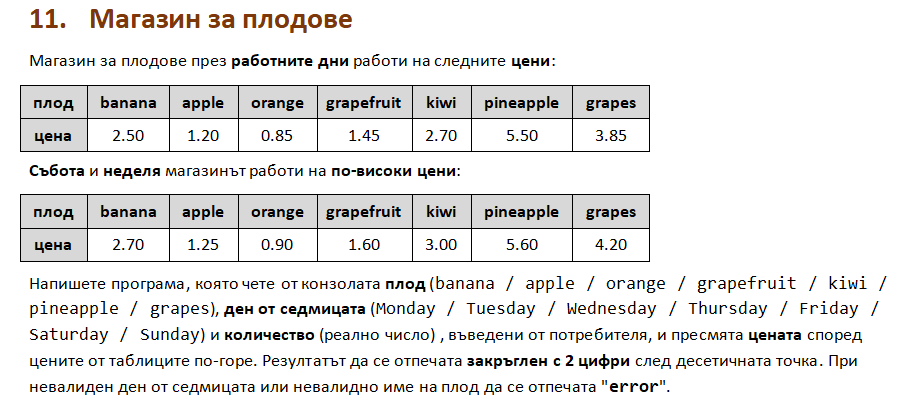 11. Магазин за плодове
Магазин за плодове през работните дни работи на следните цени:
плод banana apple orange grapefruit kiwi pineapple grapes
цена 2.50 1.20 0.85 1.45 2.70 5.50 3.85
Събота и неделя магазинът работи на по-високи цени:
плод banana apple orange grapefruit kiwi pineapple grapes
цена 2.70 1.25 0.90 1.60 3.00 5.60 4.20
Напишете програма, която чете от конзолата плод (banana / apple / orange / grapefruit / kiwi /
pineapple / grapes), ден от седмицата (Monday / Tuesday / Wednesday / Thursday / Friday /
Saturday / Sunday) и количество (реално число) , въведени от потребителя, и пресмята цената според
цените от таблиците по-горе. Резултатът да се отпечата закръглен с 2 цифри след десетичната точка. При
невалиден ден от седмицата или невалидно име на плод да се отпечата "error".